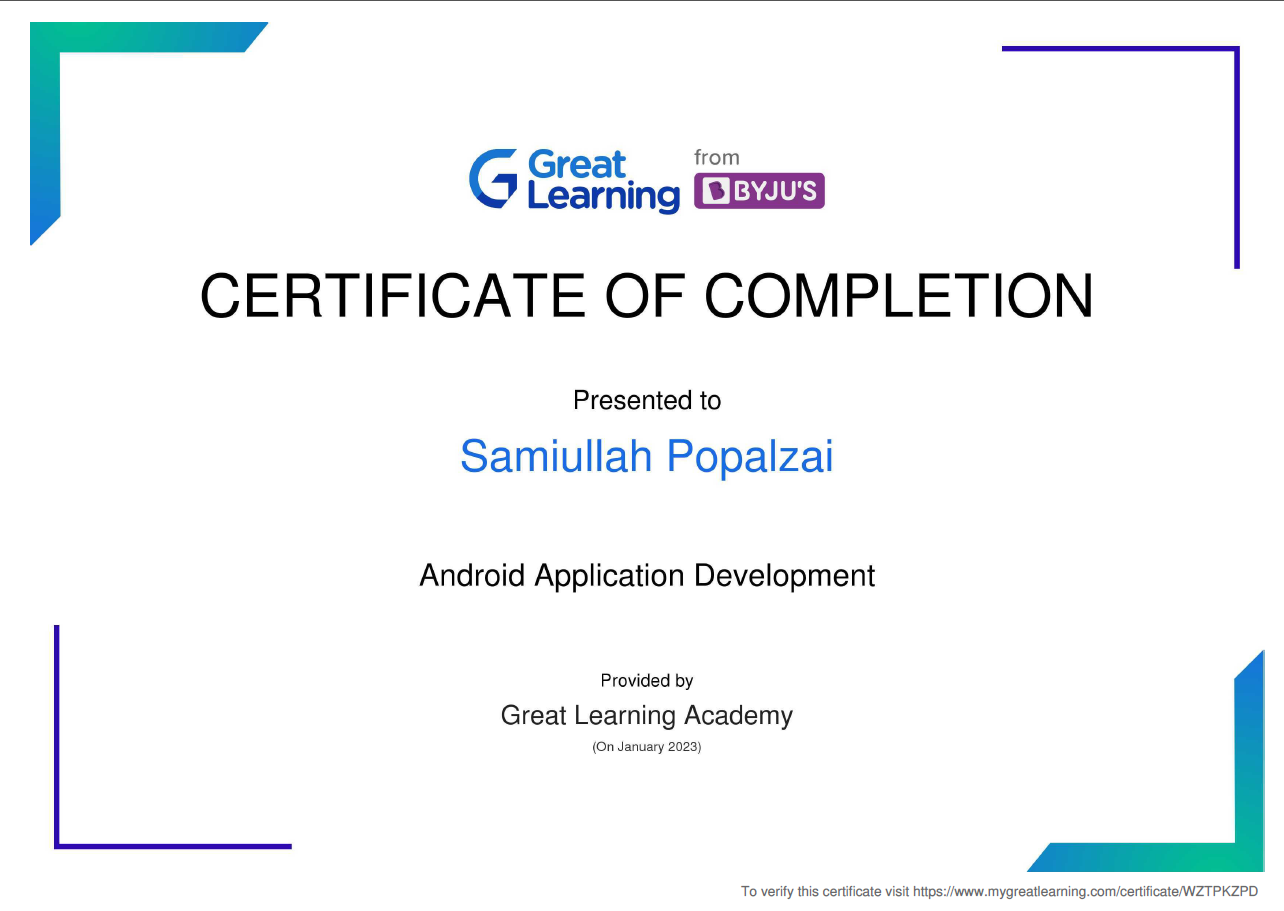 Great
Learning
from
BYJU'S
CERTIFICATE OF COMPLETION
Presented to
Samiullah Popalzai
Android Application Development
Provided by
Great Learning Academy
(On January 2023)
To verify this certificate visit https://www.mygreatlearning.com/certificate/WZTPKZPD